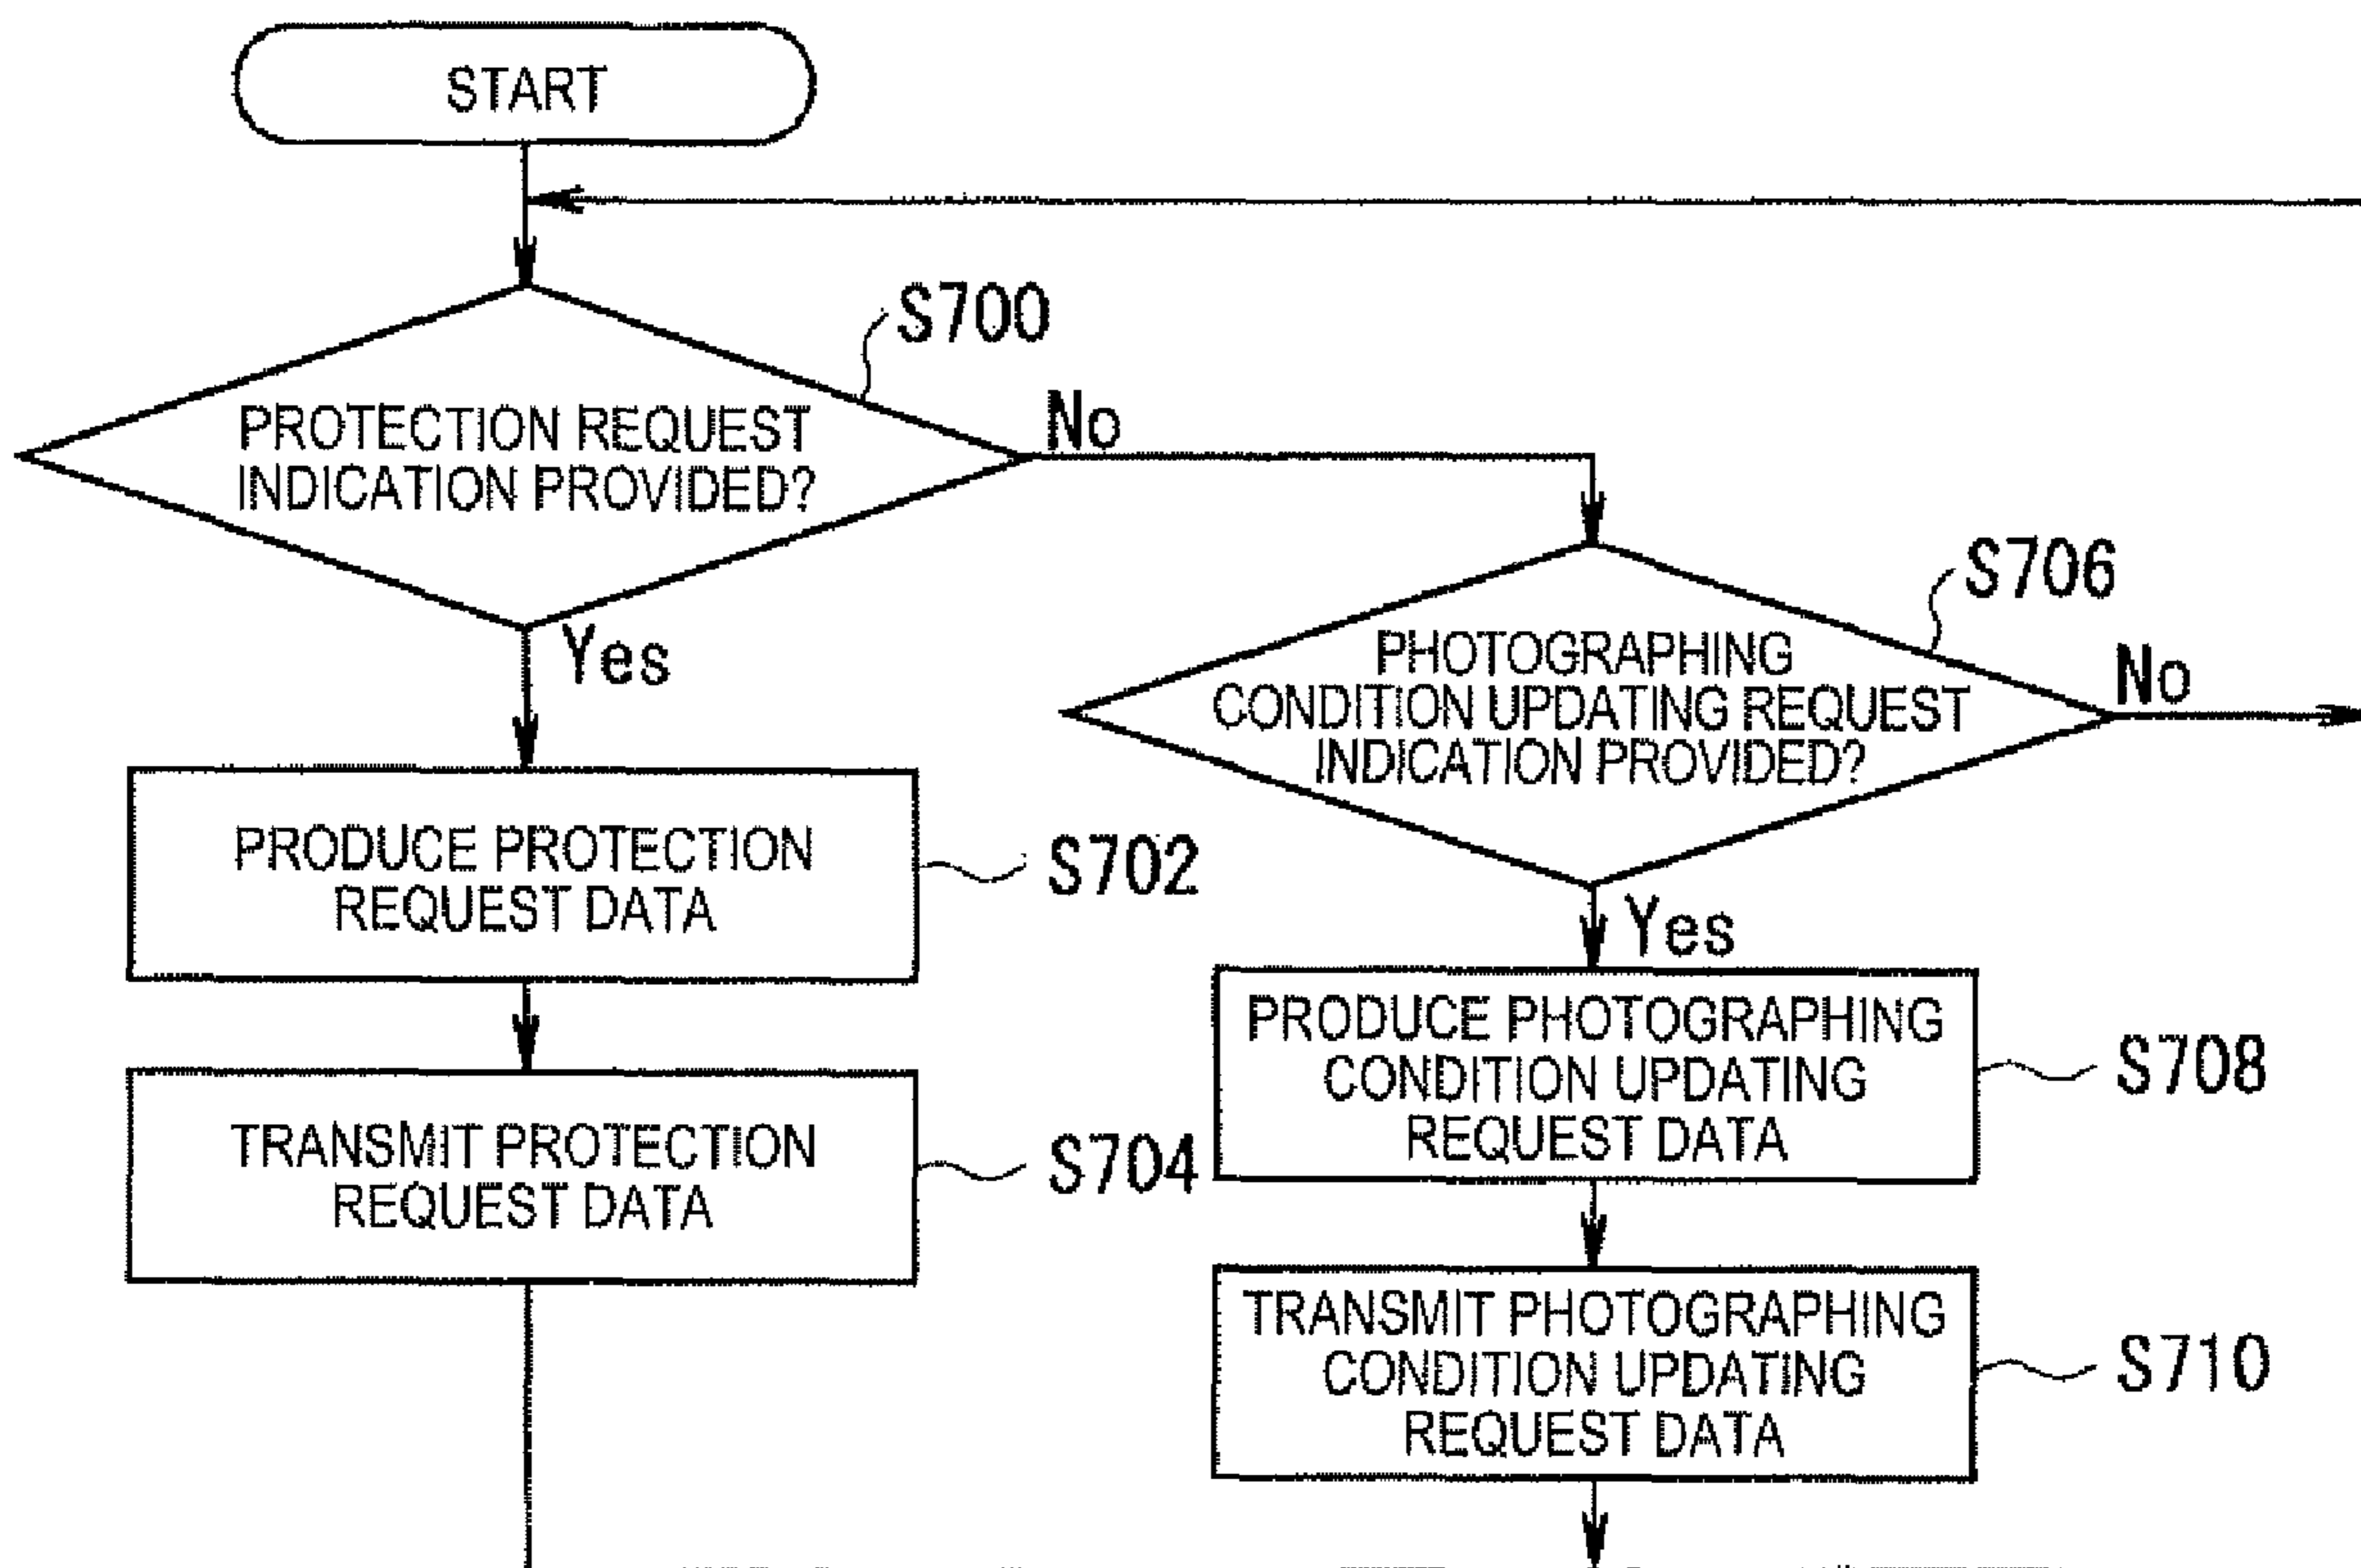 START
S700
PROTECTION REQUEST
INDICATION PROVIDED?
No
Yes
S706
PHOTOGRAPHING
CONDITION UPDATING REQUEST
INDICATION PROVIDED?
No
Yes
PRODUCE PROTECTION
REQUEST DATA
S702
TRANSMIT PROTECTION
REQUEST DATA
S704
PRODUCE PHOTOGRAPHING
CONDITION UPDATING
REQUEST DATA
S708
TRANSMIT PHOTOGRAPHING
CONDITION UPDATING
REQUEST DATA
S710